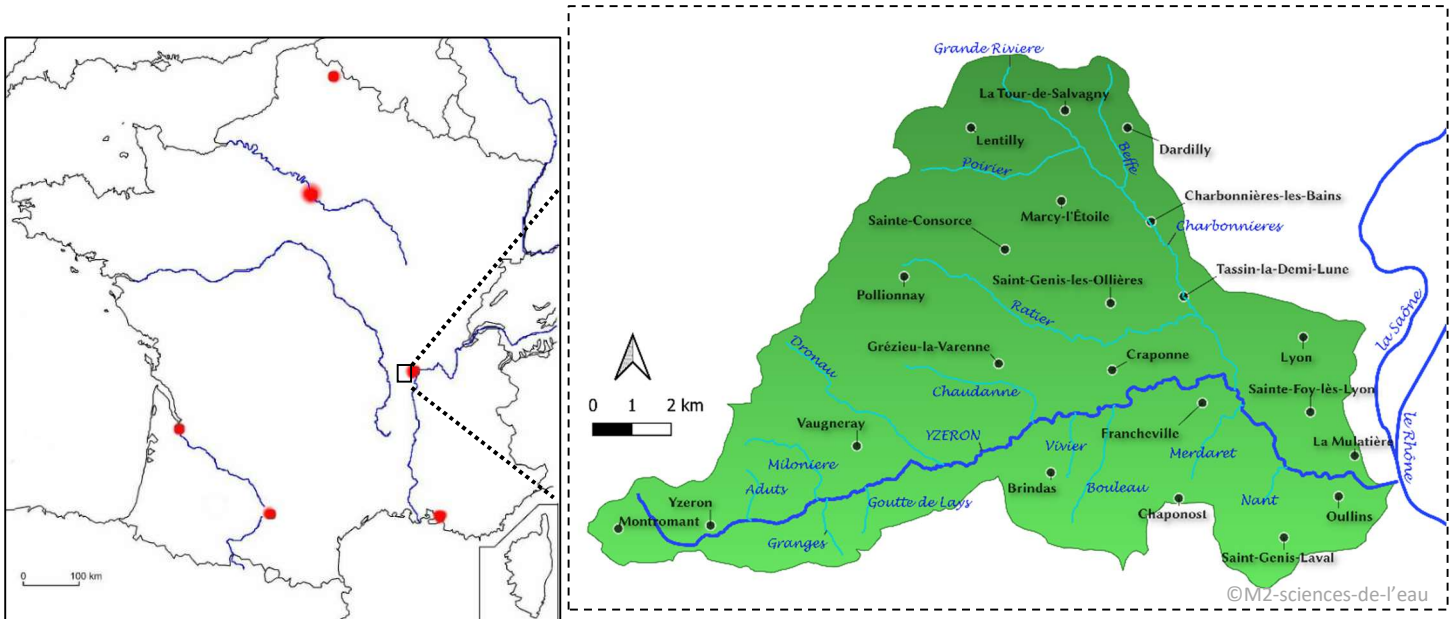 0 100 km
Grande Riviere
La Tour-de-Salvagny
Lentilly
Dardilly
Beffe
Poirier
Charbonnières-les-Bains
Marcy-l'Étoile
Sainte-Consorce
Charbonnieres
Tassin-la-Demi-Lune
Saint-Genis-les-Ollières
Pollionnay
Ratier
la Saône
Dronau
Grézieu-la-Varenne
Craponne
Lyon
Chaudanne
Sainte-Foy-lès-Lyon
0 1 2 km
Vaugneray
YZERON
Vivier
Francheville
Merdaret
La Mulatière
le Rhône
Miloniere
Aduts
Goutte de Lays
Brindas
Bouleau
Nant
Yzeron
Montromant
Chaponost
Oullins
Granges
Saint-Genis-Laval
©M2-sciences-de-l'eau